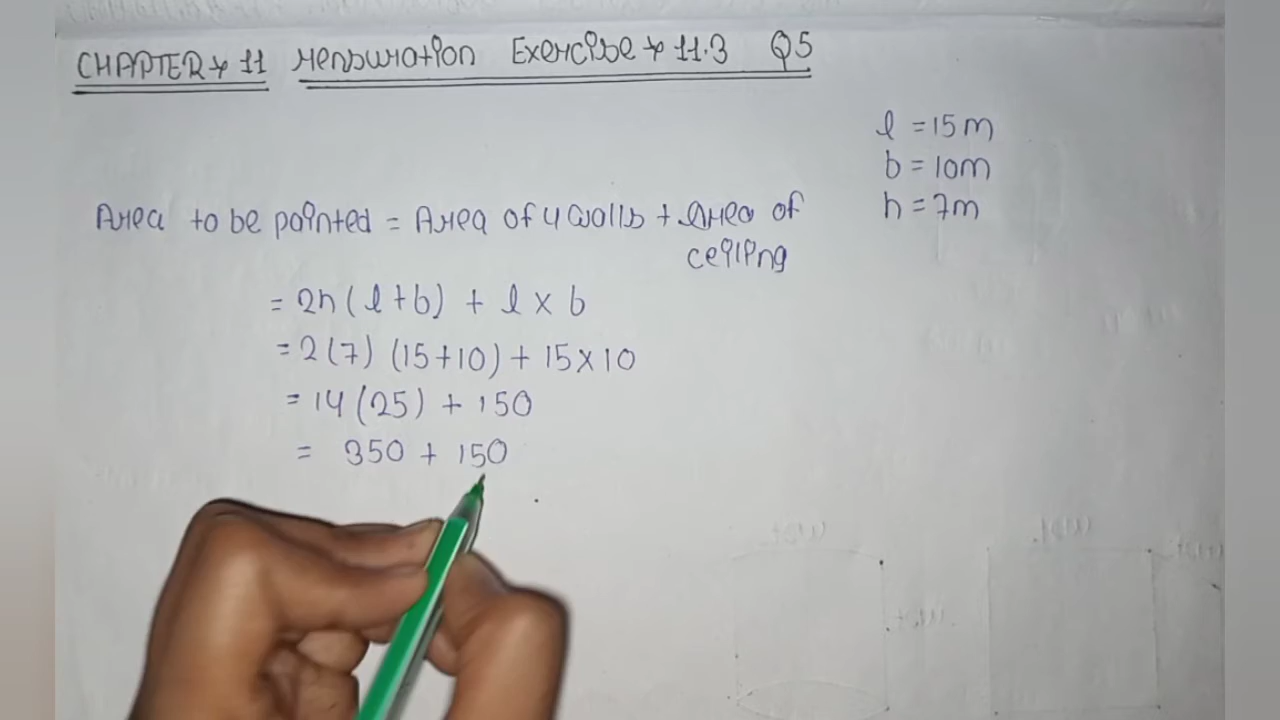 CHAPTER → 11 Mensuration Exercise → 11.3 Q5
l = 15m
b = 10m
h = 7m
Area to be painted = Area of 4 walls + Area of
ceiling
= 2h (l + b) + l × b
= 2 (7) (15 + 10) + 15 × 10
= 14 (25) + 150
= 350 + 150